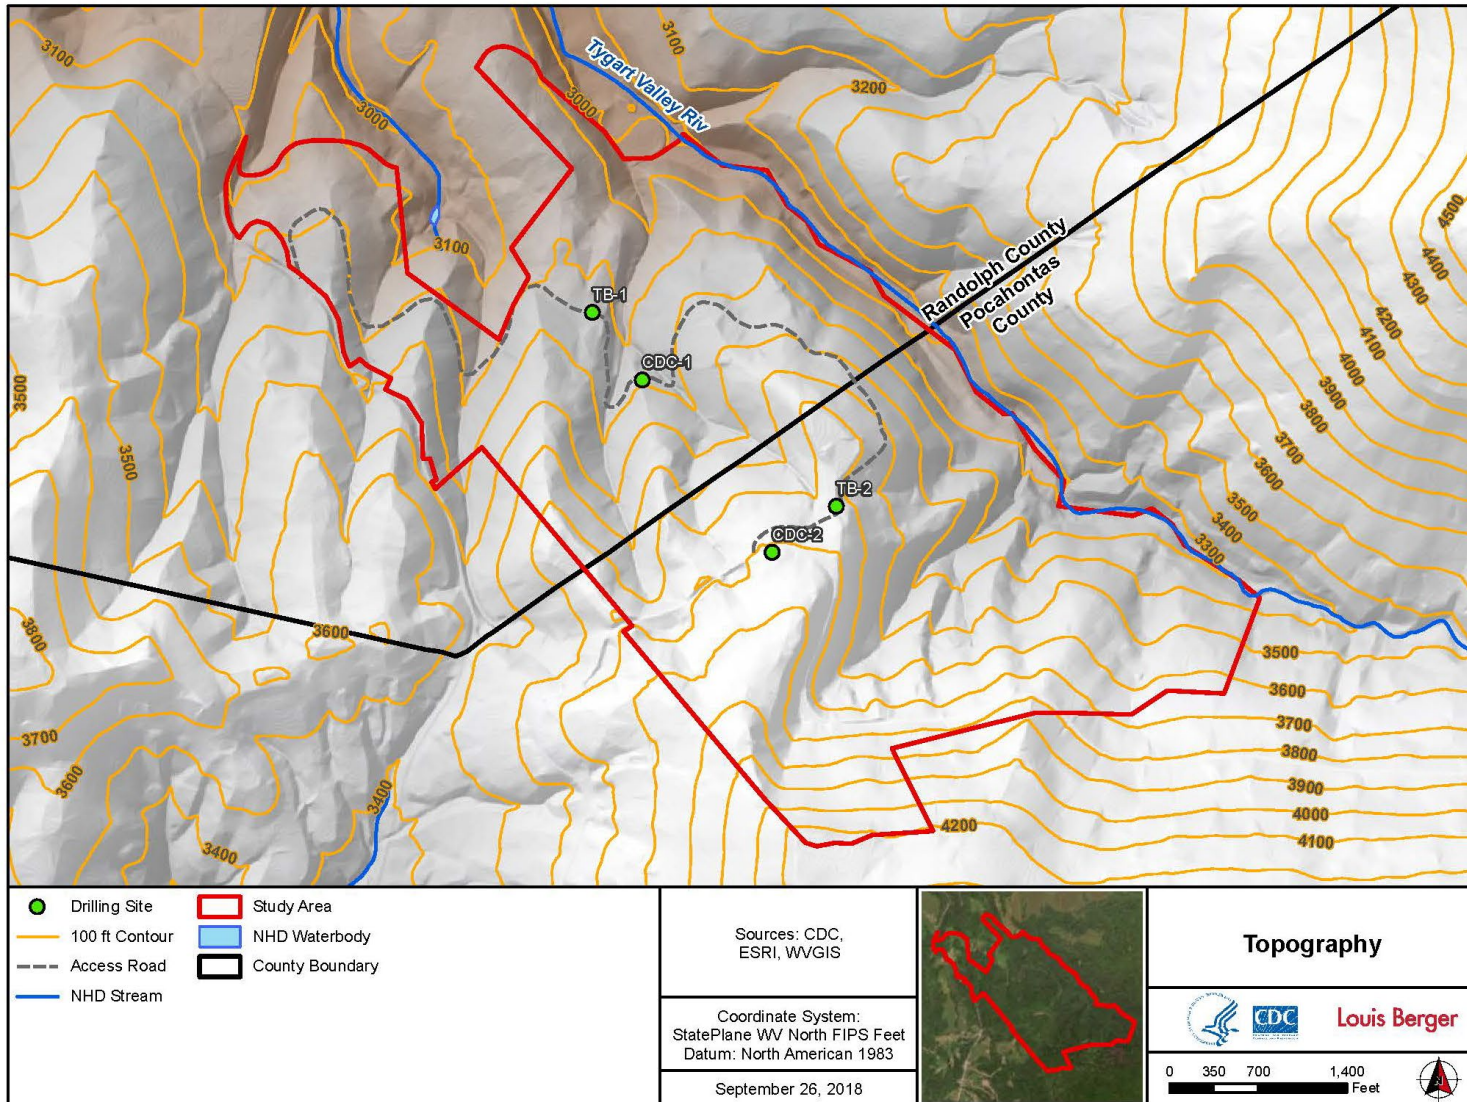 3100
3100
3200
Tygart Valley Riv
3000
3000
3100
4500
4400
4300
4200
4100
4000
3900
3800
3700
3600
3500
3400
3300
Randolph County
Pocahontas
County
TB-1
CDC-1
TB-2
CDC-2
3500
3500
3600
3800
3700
3600
3400
3400
3500
3600
3700
3800
3900
4000
4100
4200
Drilling Site
100 ft Contour
Access Road
NHD Stream
Study Area
NHD Waterbody
County Boundary
Sources: CDC,
ESRI, WVGIS
Coordinate System:
StatePlane WV North FIPS Feet
Datum: North American 1983
September 26, 2018
Topography
CDC
Louis Berger
0 350 700 1,400
Feet